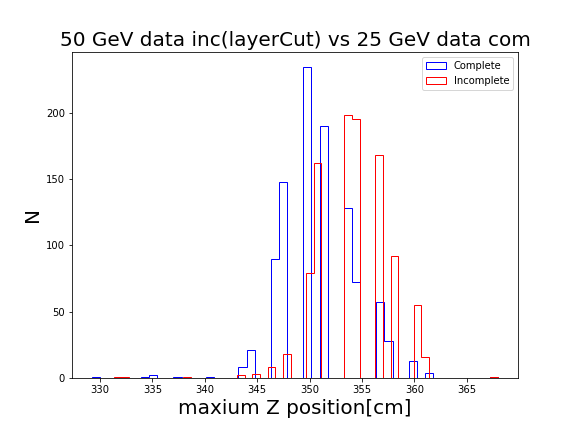 50 GeV data inc(layerCut) vs 25 GeV data com
Complete
Incomplete
200
150
100
50
0
N
330 335 340 345 350 355 360 365
maxium Z position[cm]